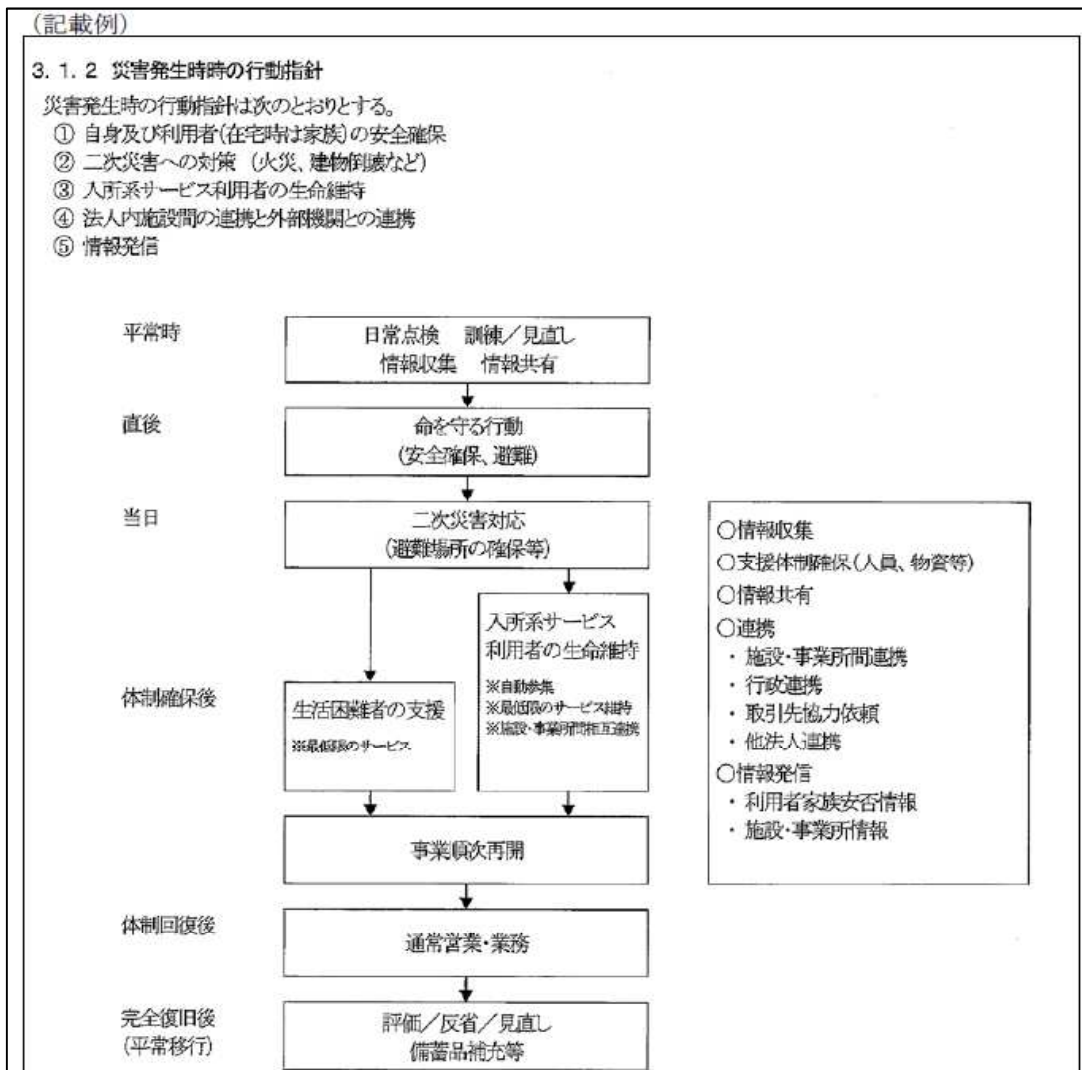 （記載例）
3．1．2 災害発生時時の行動指針
災害発生時の行動指針は次のとおりとする。
① 自身及び利用者(在宅時は家族)の安全確保
② 二次災害への対策 （火災、建物倒壊など）
③ 入所系サービス利用者の生命維持
④ 法人内施設間の連携と外部機関との連携
⑤ 情報発信
平常時
日常点検 訓練／見直し
情報収集 情報共有
直後
命を守る行動
(安全確保、避難)
当日
二次災害対応
(避難場所の確保等)
入所系サービス
利用者の生命維持
※自動参集
※最低限のサービス維持
※施設・事業所間相互連携
体制確保後
生活困難者の支援
※最低限のサービス
事業順次再開
体制回復後
通常営業・業務
完全復旧後
(平常移行)
評価／反省／見直し
備蓄品補充等
○情報収集
○支援体制確保(人員、物資等)
○情報共有
○連携
・ 施設・事業所間連携
・ 行政連携
・ 取引先協力依頼
・ 他法人連携
○情報発信
・ 利用者家族安否情報
・ 施設・事業所情報